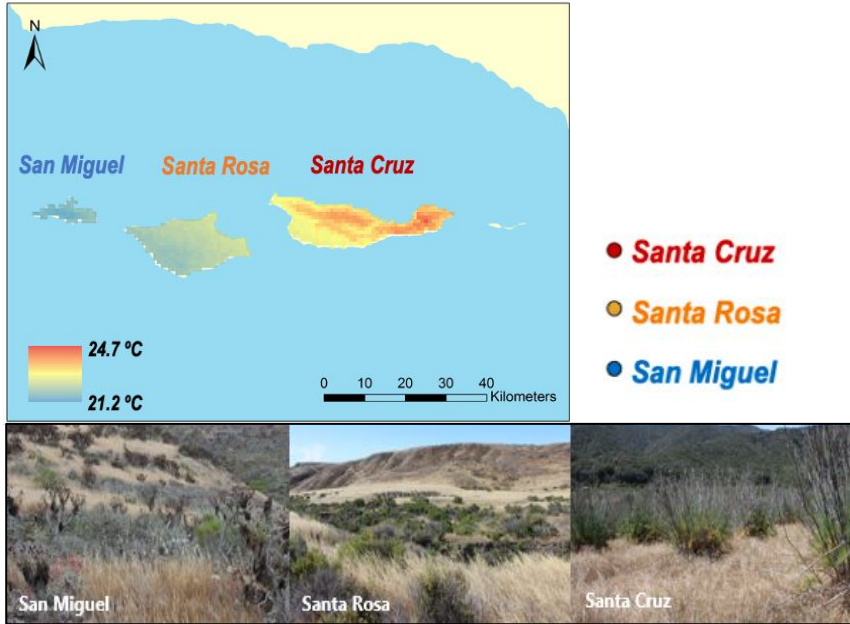 N
San Miguel
Santa Rosa
Santa Cruz
24.7 ºC
21.2 ºC
0 10 20 30 40
Kilometers
Santa Cruz
Santa Rosa
San Miguel
San Miguel
Santa Rosa
Santa Cruz